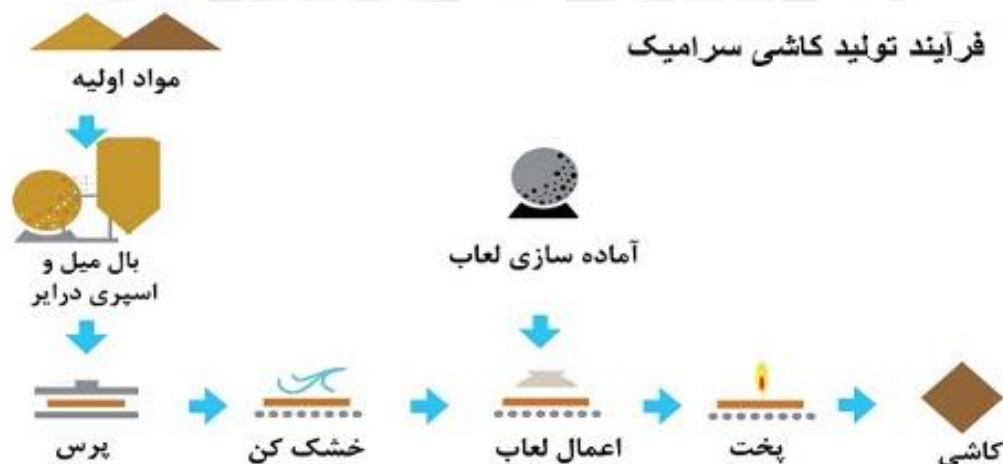 فرآیند تولید کاشی سرامیک
مواد اولیه
بال میل و
اسپری درایر
آماده سازی لعاب
پرس
خشک کن
اعمال لعاب
پخت
کاشی